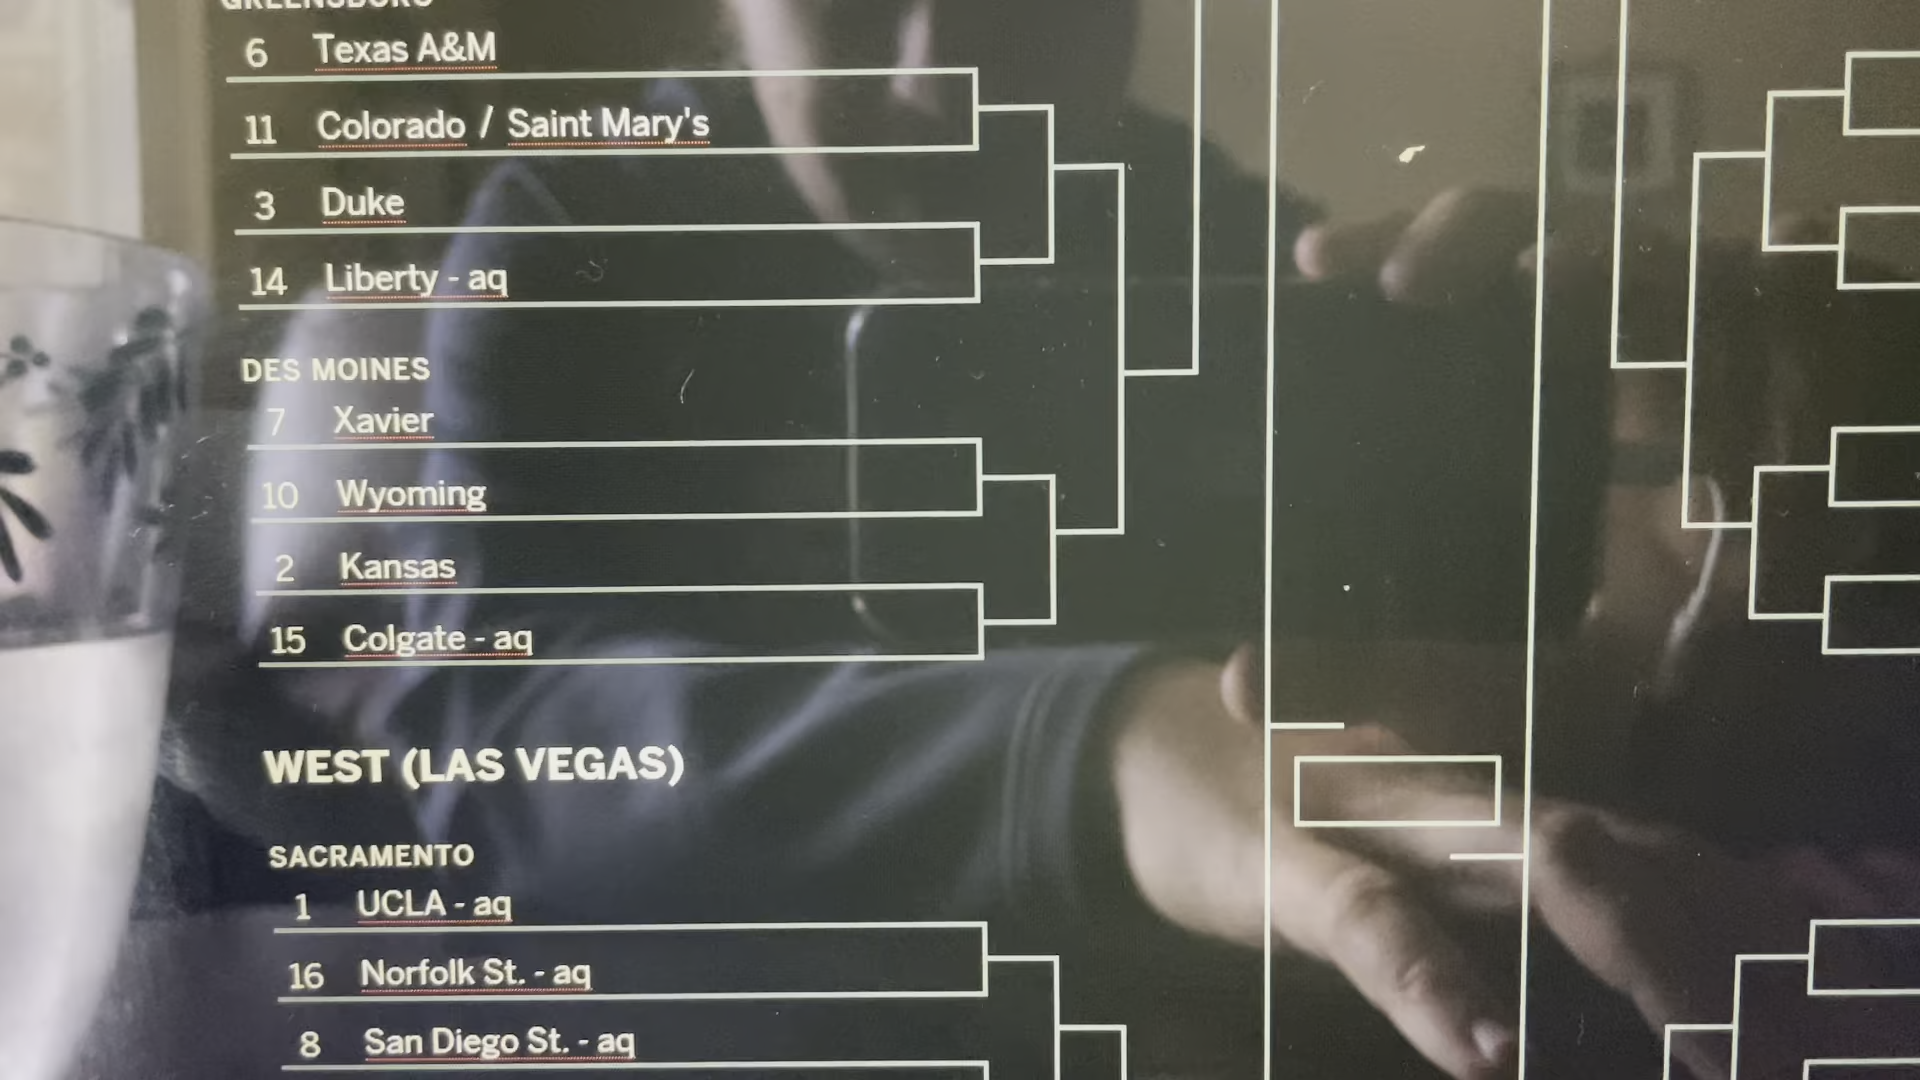 GREENSBORO
6 Texas A&M
11 Colorado / Saint Mary's
3 Duke
14 Liberty - aq
DES MOINES
7 Xavier
10 Wyoming
2 Kansas
15 Colgate - aq
WEST (LAS VEGAS)
SACRAMENTO
1 UCLA - aq
16 Norfolk St. - aq
8 San Diego St. - aq